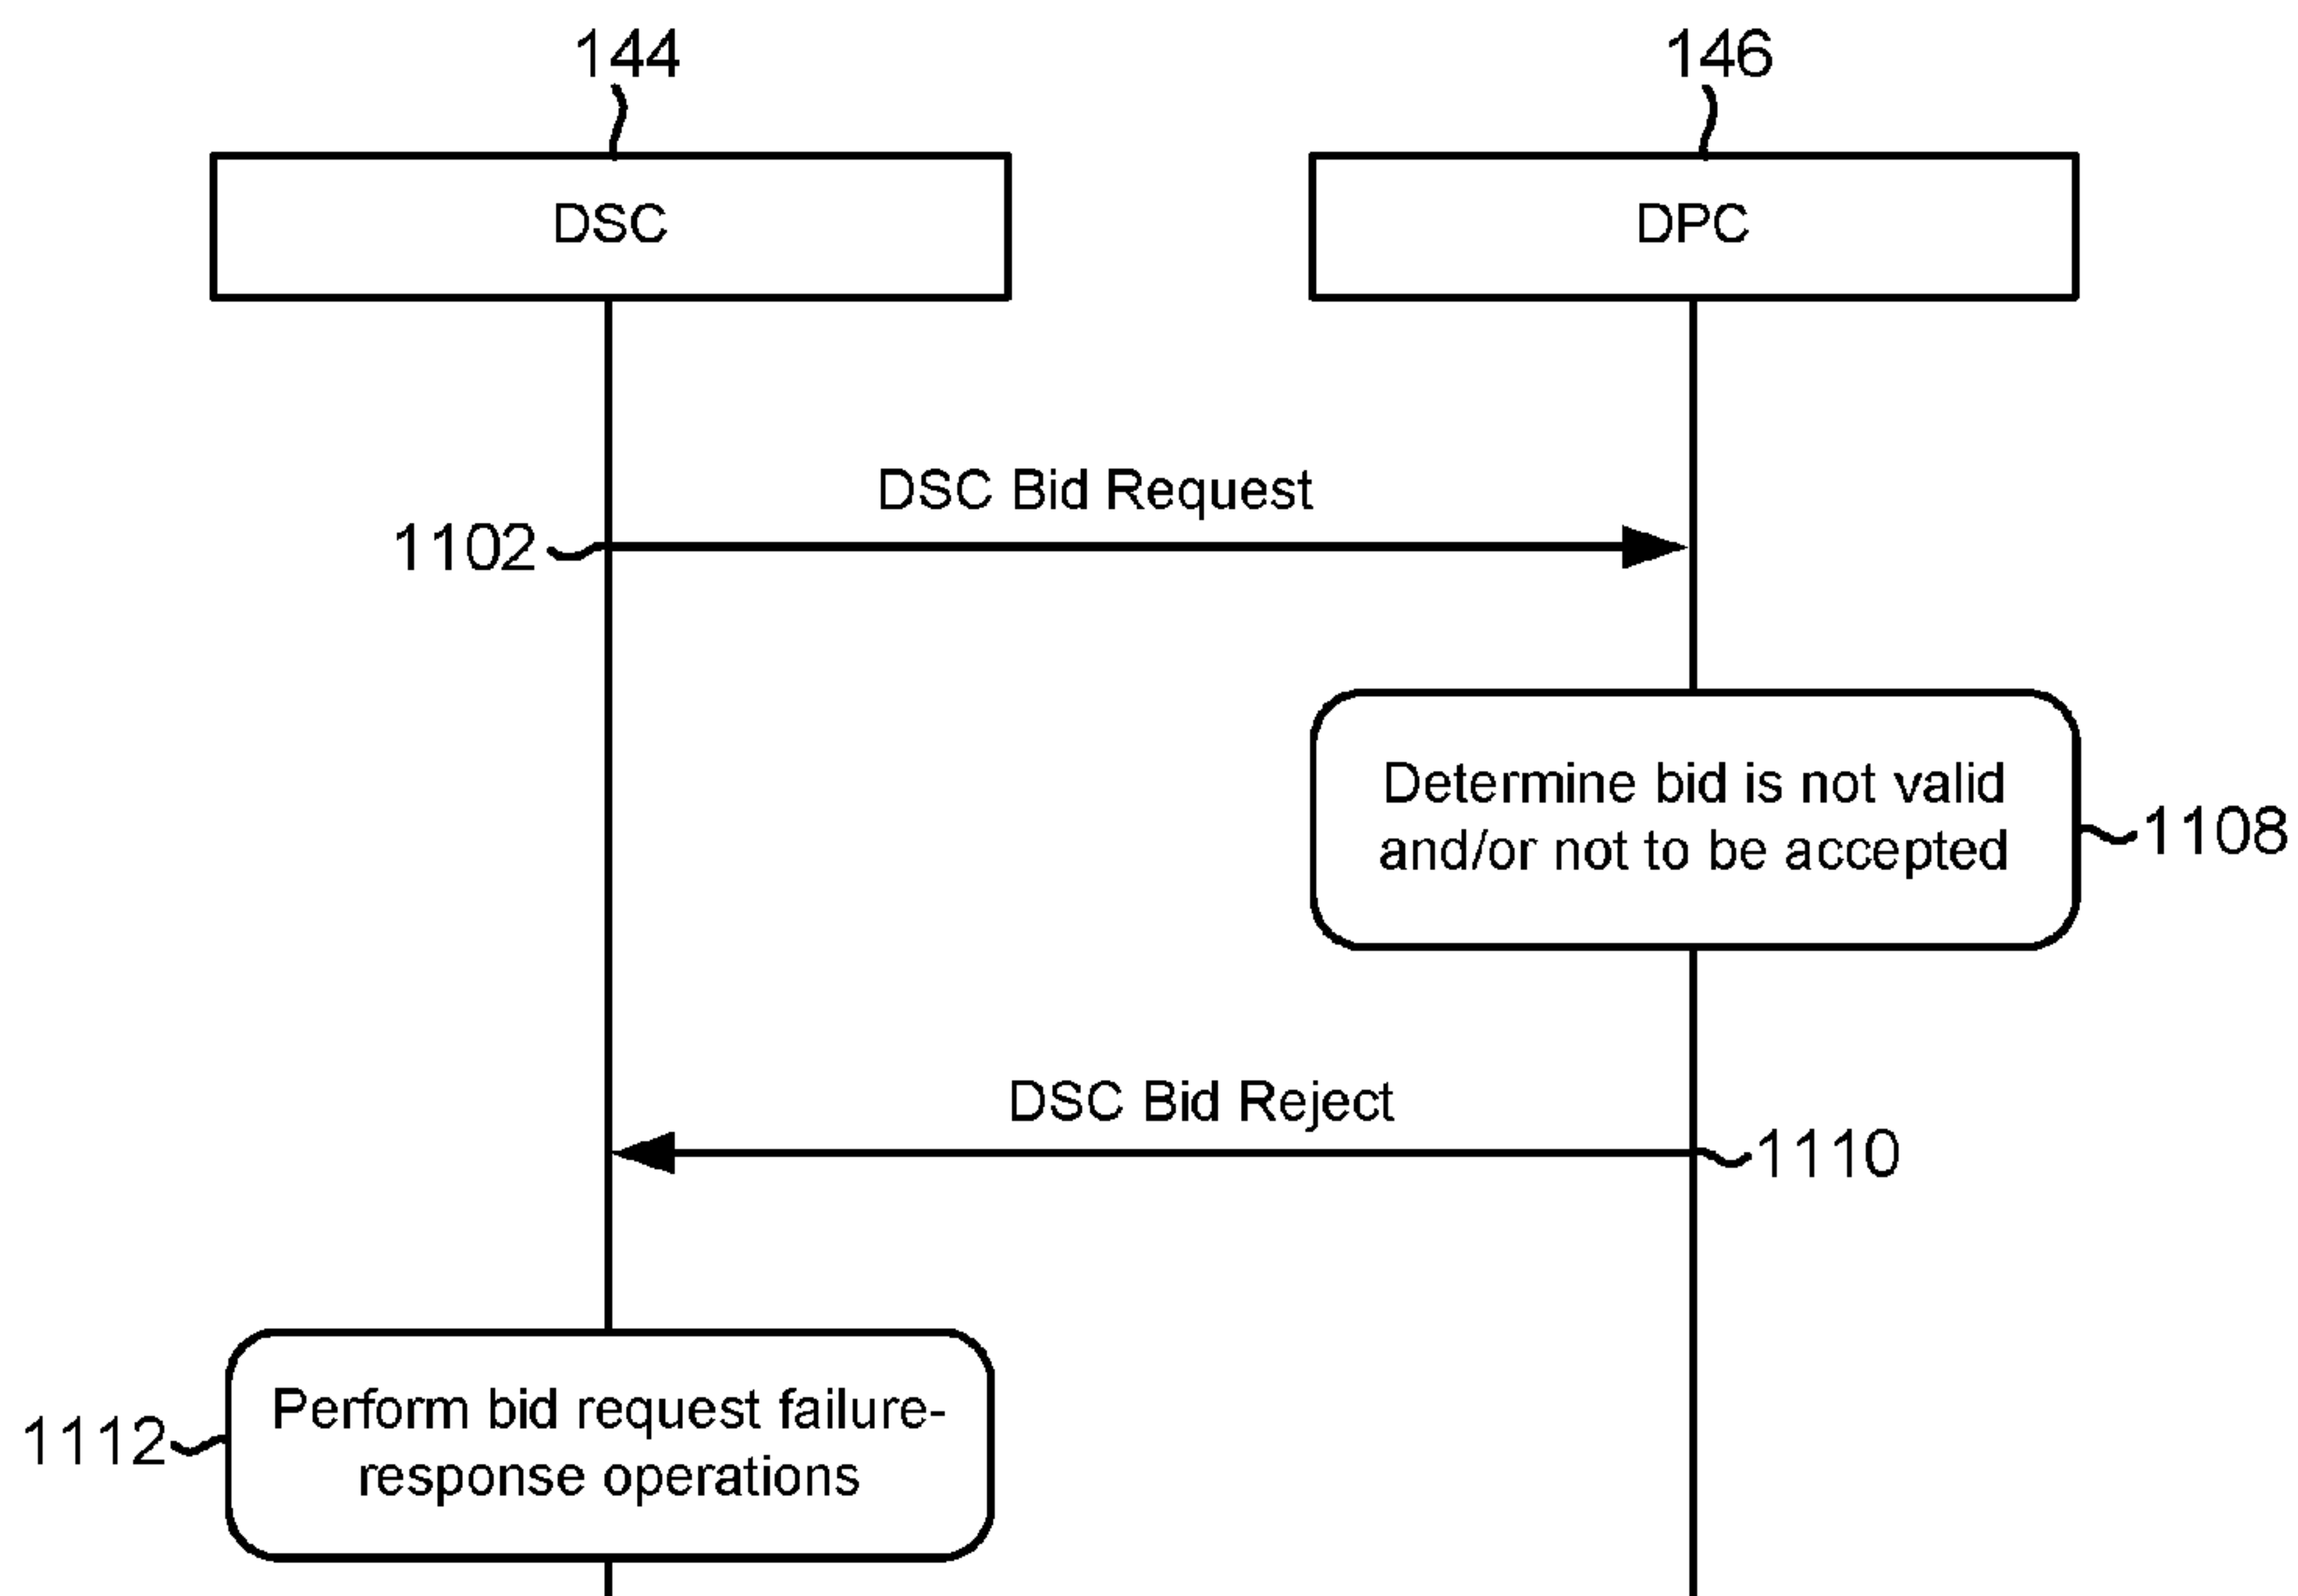 144
146
DSC
DPC
DSC Bid Request
1102
Determine bid is not valid
and/or not to be accepted
1108
DSC Bid Reject
1110
Perform bid request failure-
response operations
1112